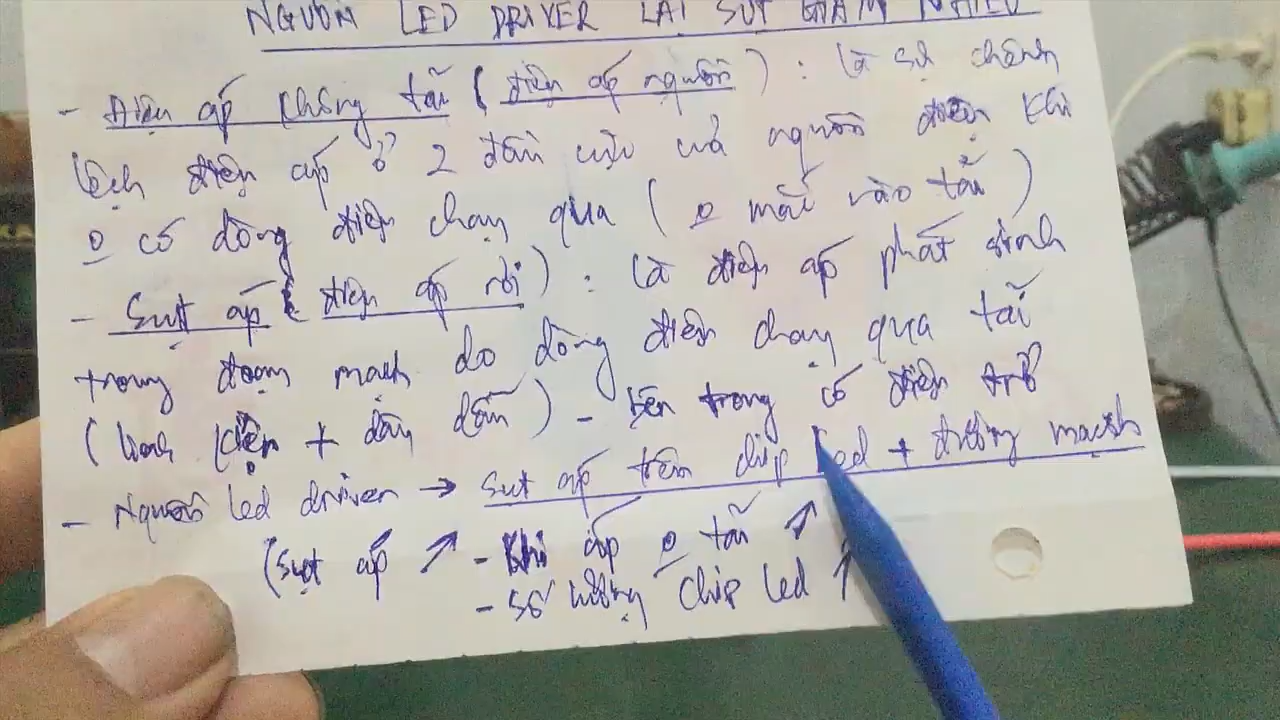 NGUỒN LED DRIVER LẠI SỤT GIẢM NHIỀU
- Điện áp không tải (điện áp nguồn) : là sự chênh
lệch điện áp ở 2 đầu cực của nguồn điện khi
o có dòng điện chạy qua (o mắc vào tải)
- Sụt áp (điện áp rơi) : là điện áp phát sinh
trong đoạn mạch do dòng điện chạy qua tải
(linh kiện + dây dẫn) - bên trong có điện trở
- Nguồn led driver → sụt áp trên chip led + đường mạch
(sụt áp ↗ - Khi áp o tải ↗
- Số lượng chip led ↑